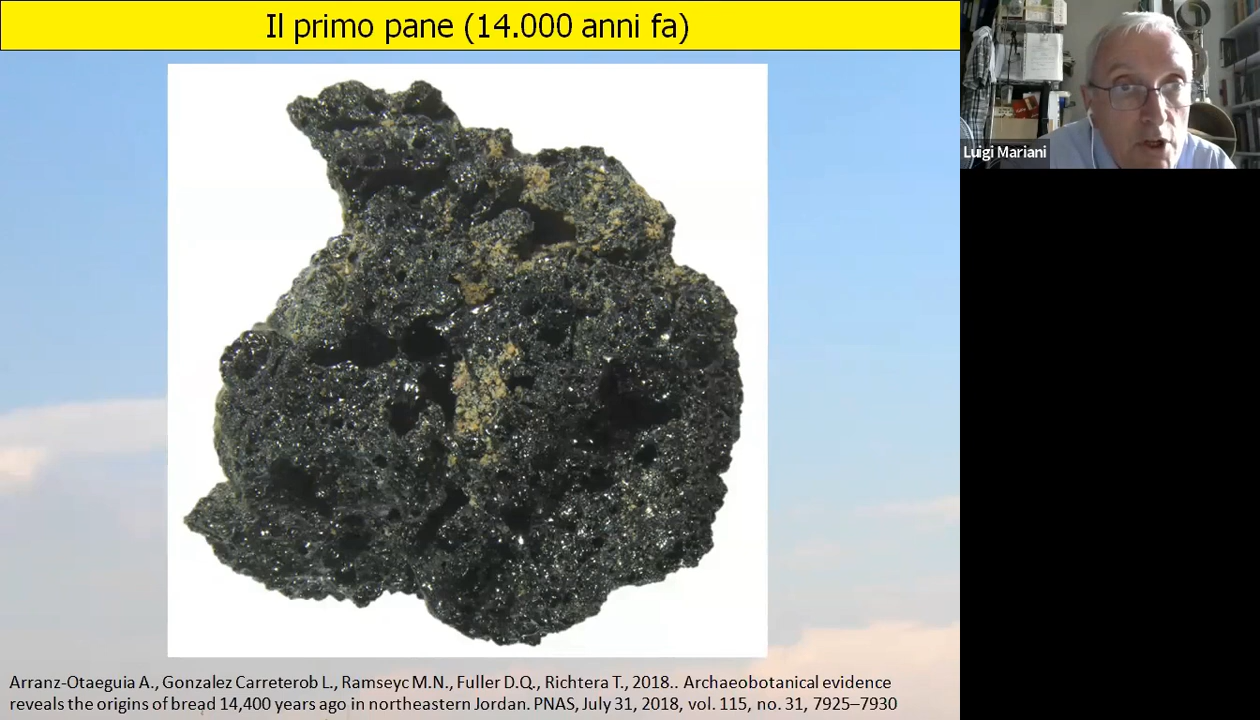 Il primo pane (14.000 anni fa)
Luigi Mariani
Arranz-Otaeguia A., Gonzalez Carreterob L., Ramseyc M.N., Fuller D.Q., Richtera T., 2018.. Archaeobotanical evidence
reveals the origins of bread 14,400 years ago in northeastern Jordan. PNAS, July 31, 2018, vol. 115, no. 31, 7925–7930